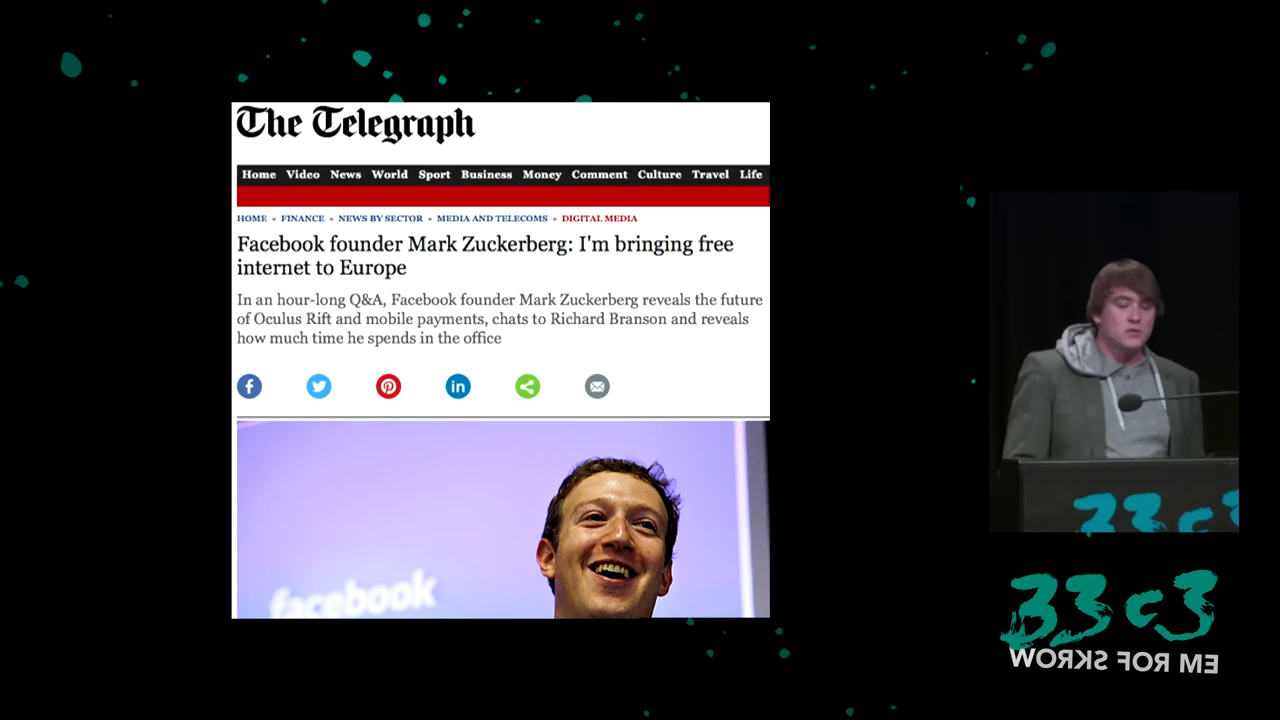 The Telegraph
Home Video News World Sport Business Money Comment Culture Travel Life
HOME » FINANCE » NEWS BY SECTOR » MEDIA AND TELECOMS » DIGITAL MEDIA
Facebook founder Mark Zuckerberg: I'm bringing free
internet to Europe
In an hour-long Q&A, Facebook founder Mark Zuckerberg reveals the future
of Oculus Rift and mobile payments, chats to Richard Branson and reveals
how much time he spends in the office
f
in
facebook
33c3
33c3
WORKS FOR ME